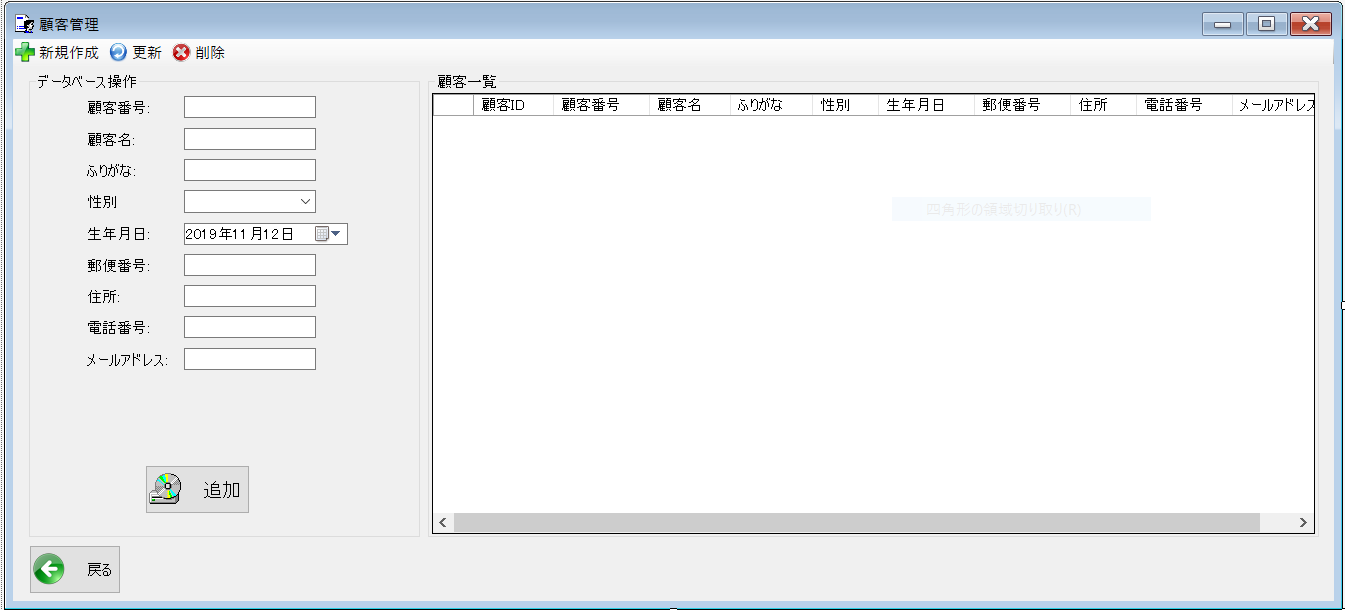 顧客管理
新規作成 更新 削除
データベース操作
顧客番号:
顧客名:
ふりがな:
性別
生年月日: 2019年11月12日
郵便番号:
住所:
電話番号:
メールアドレス:
追加
戻る
顧客一覧
顧客ID 顧客番号 顧客名 ふりがな 性別 生年月日 郵便番号 住所 電話番号 メールアドレス
四角形の領域切り取り(R)